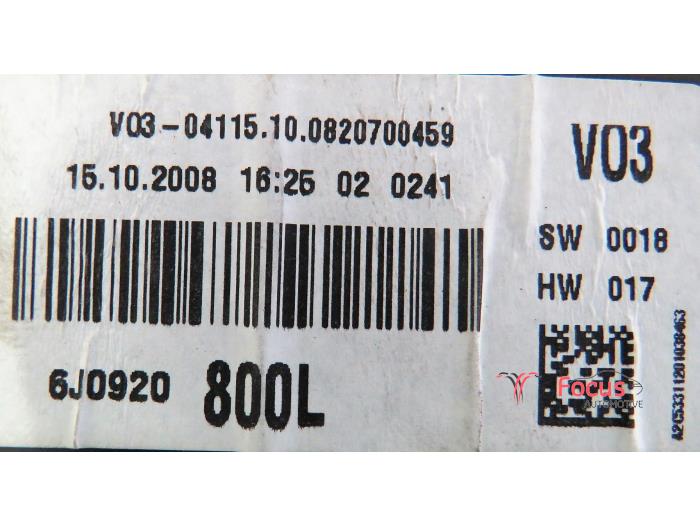 V03-04115.10.0820700459
15.10.2008 16:25 02 0241
6J0920 800L
V03
SW 0018
HW 017
Focus
AUTOMOTIVE
A2C53311201038463